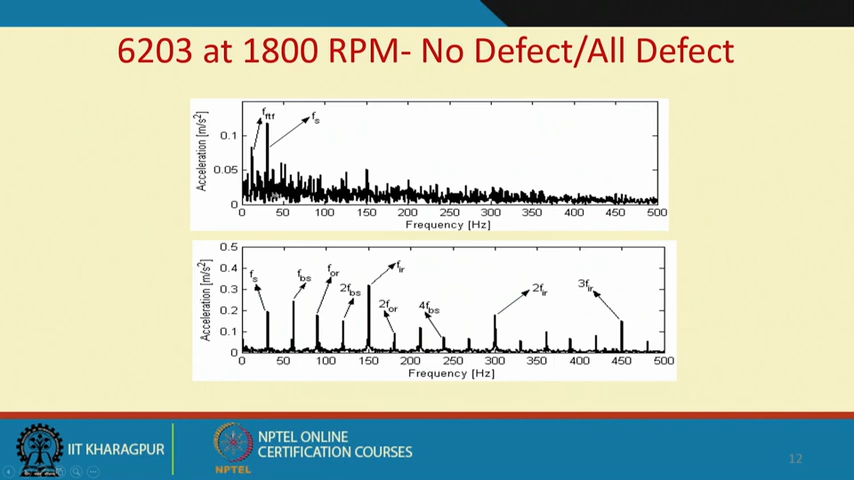 6203 at 1800 RPM- No Defect/All Defect
Acceleration [m/s²]
0.1
0.05
0
f_ftf
f_s
0 50 100 150 200 250 300 350 400 450 500
Frequency [Hz]
Acceleration [m/s²]
0.5
0.4
0.3
0.2
0.1
0
f_s
f_bs
f_or
2f_bs
f_ir
2f_or
4f_bs
2f_ir
3f_ir
0 50 100 150 200 250 300 350 400 450 500
Frequency [Hz]
IIT KHARAGPUR
NPTEL
NPTEL ONLINE
CERTIFICATION COURSES
12